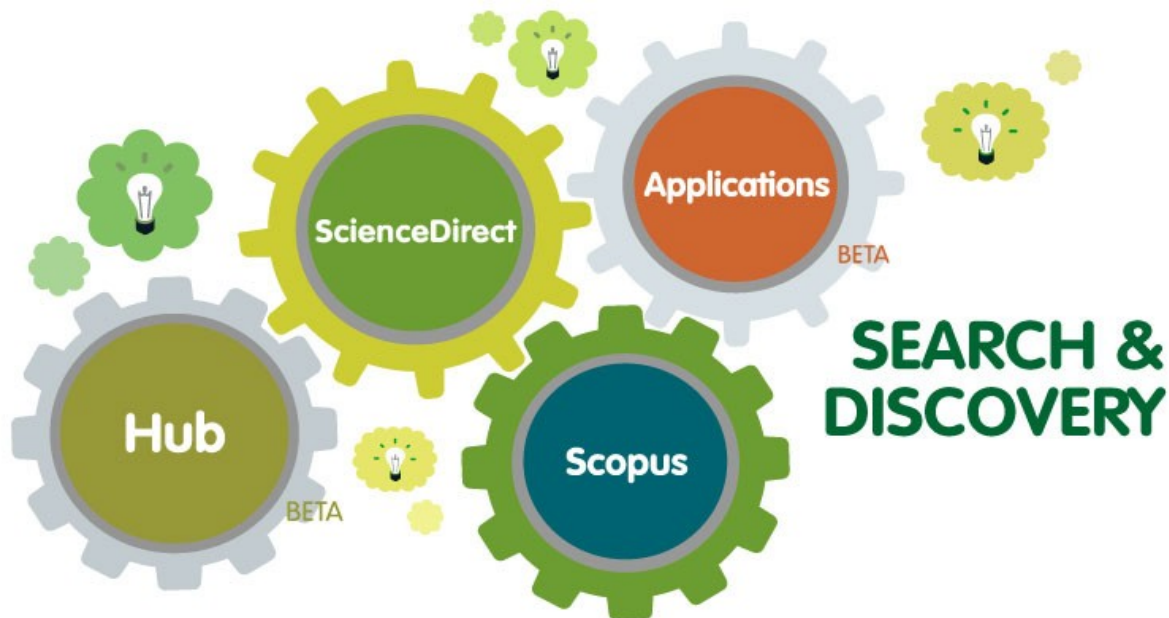 ScienceDirect
Applications
BETA
Hub
BETA
Scopus
SEARCH &
DISCOVERY